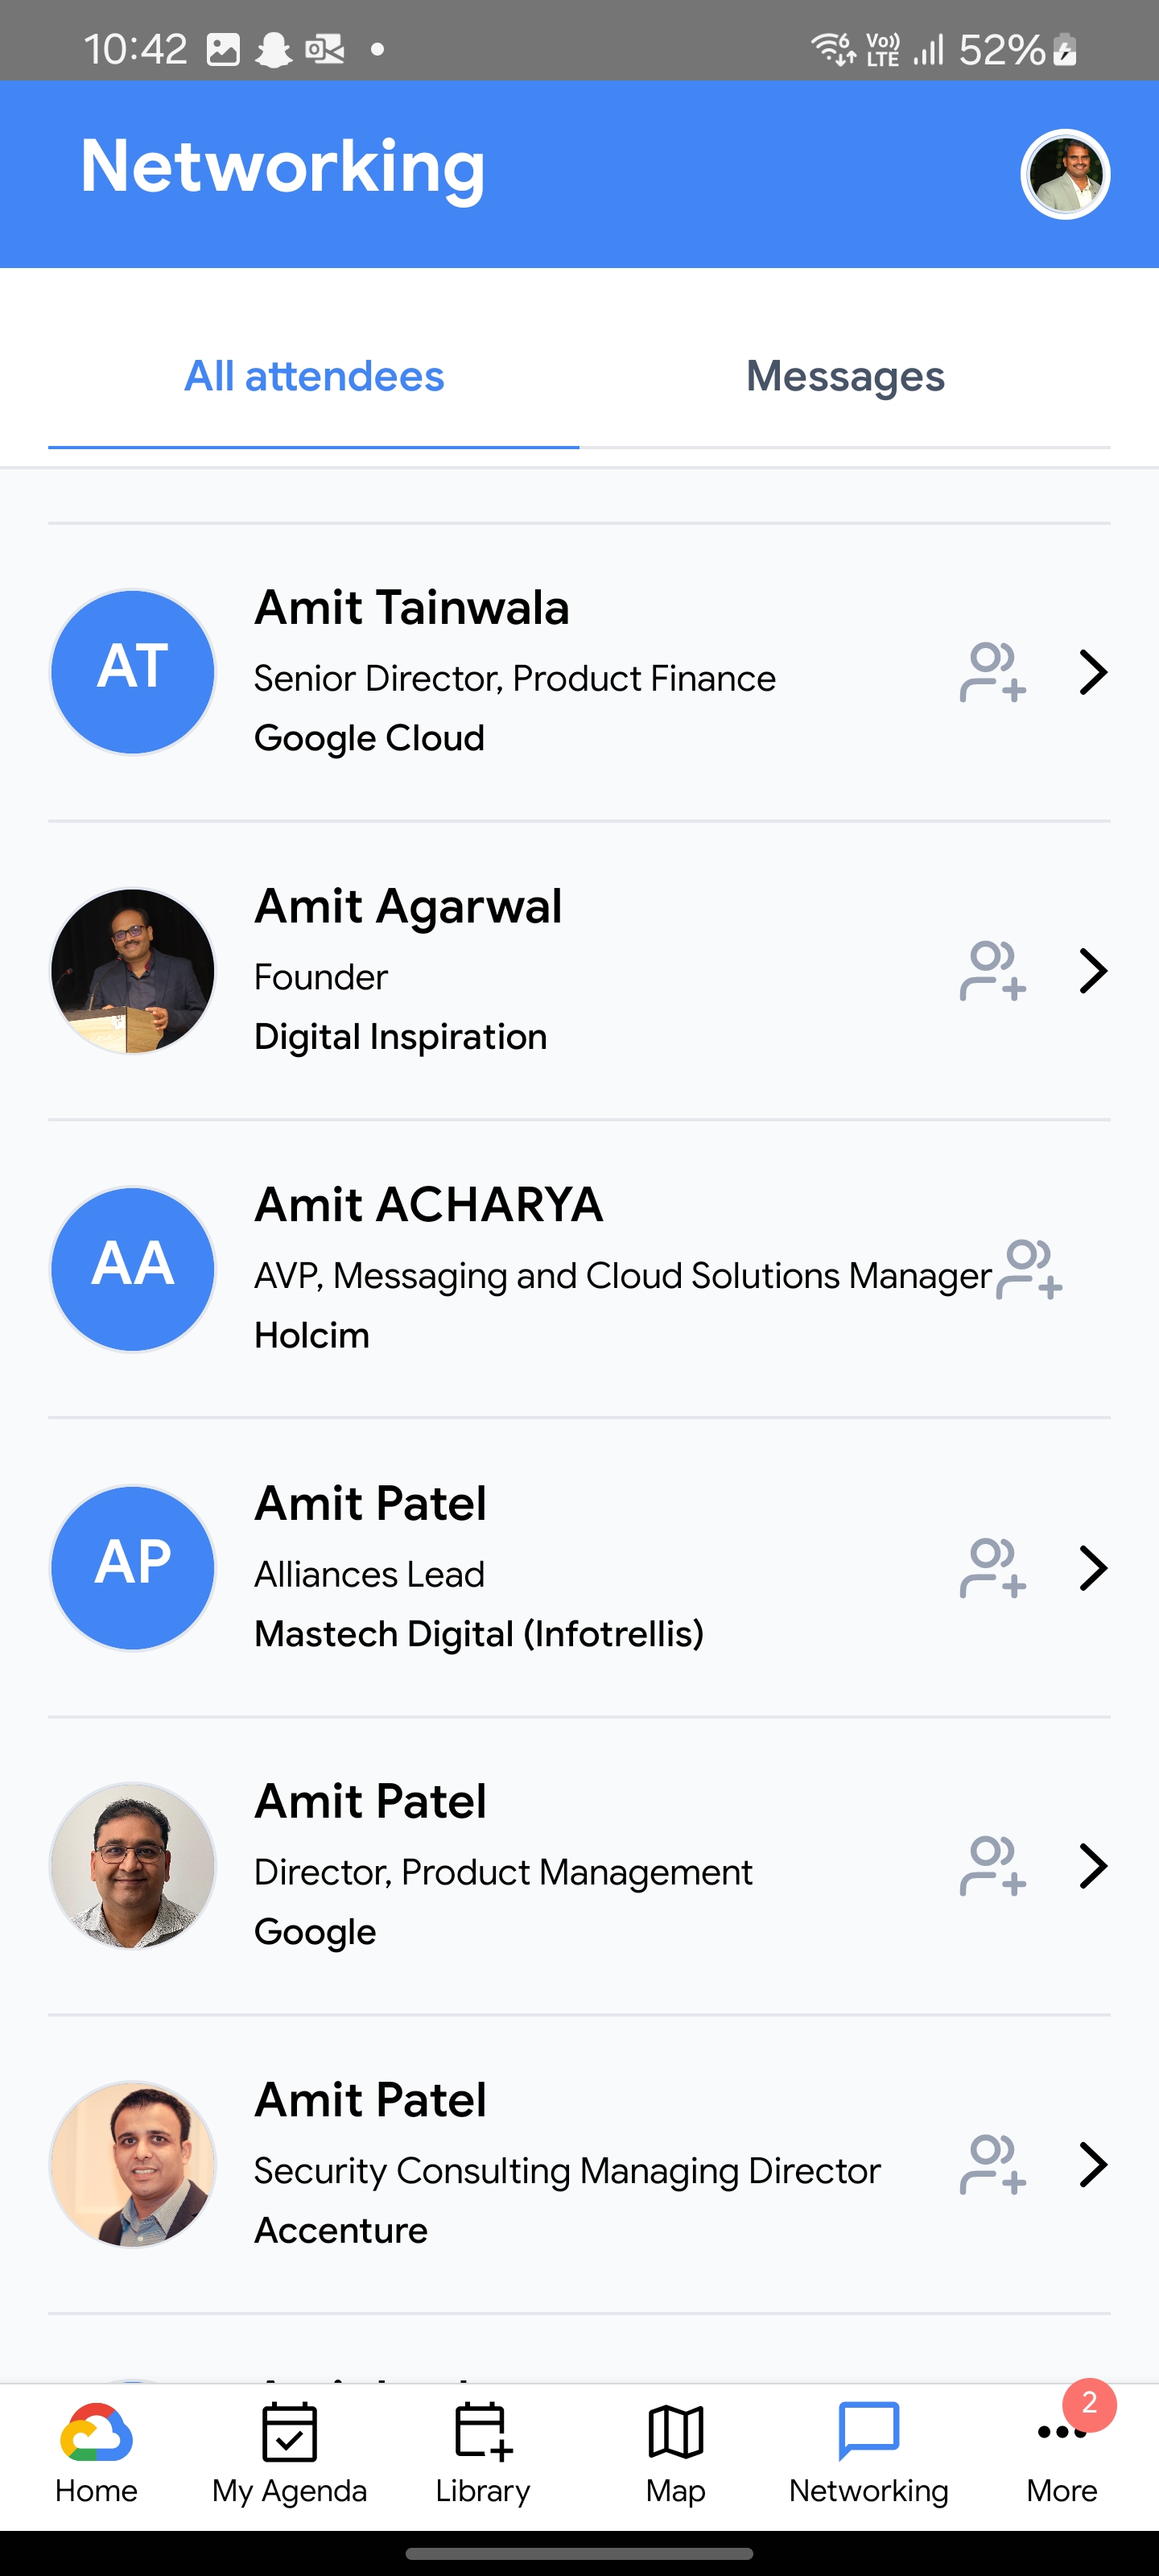 10:42
Vo)) LTE
6
52%
Networking
All attendees
Messages
AT
Amit Tainwala
Senior Director, Product Finance
Google Cloud
Amit Agarwal
Founder
Digital Inspiration
AA
Amit ACHARYA
AVP, Messaging and Cloud Solutions Manager
Holcim
AP
Amit Patel
Alliances Lead
Mastech Digital (Infotrellis)
Amit Patel
Director, Product Management
Google
Amit Patel
Security Consulting Managing Director
Accenture
2
Home
My Agenda
Library
Map
Networking
More